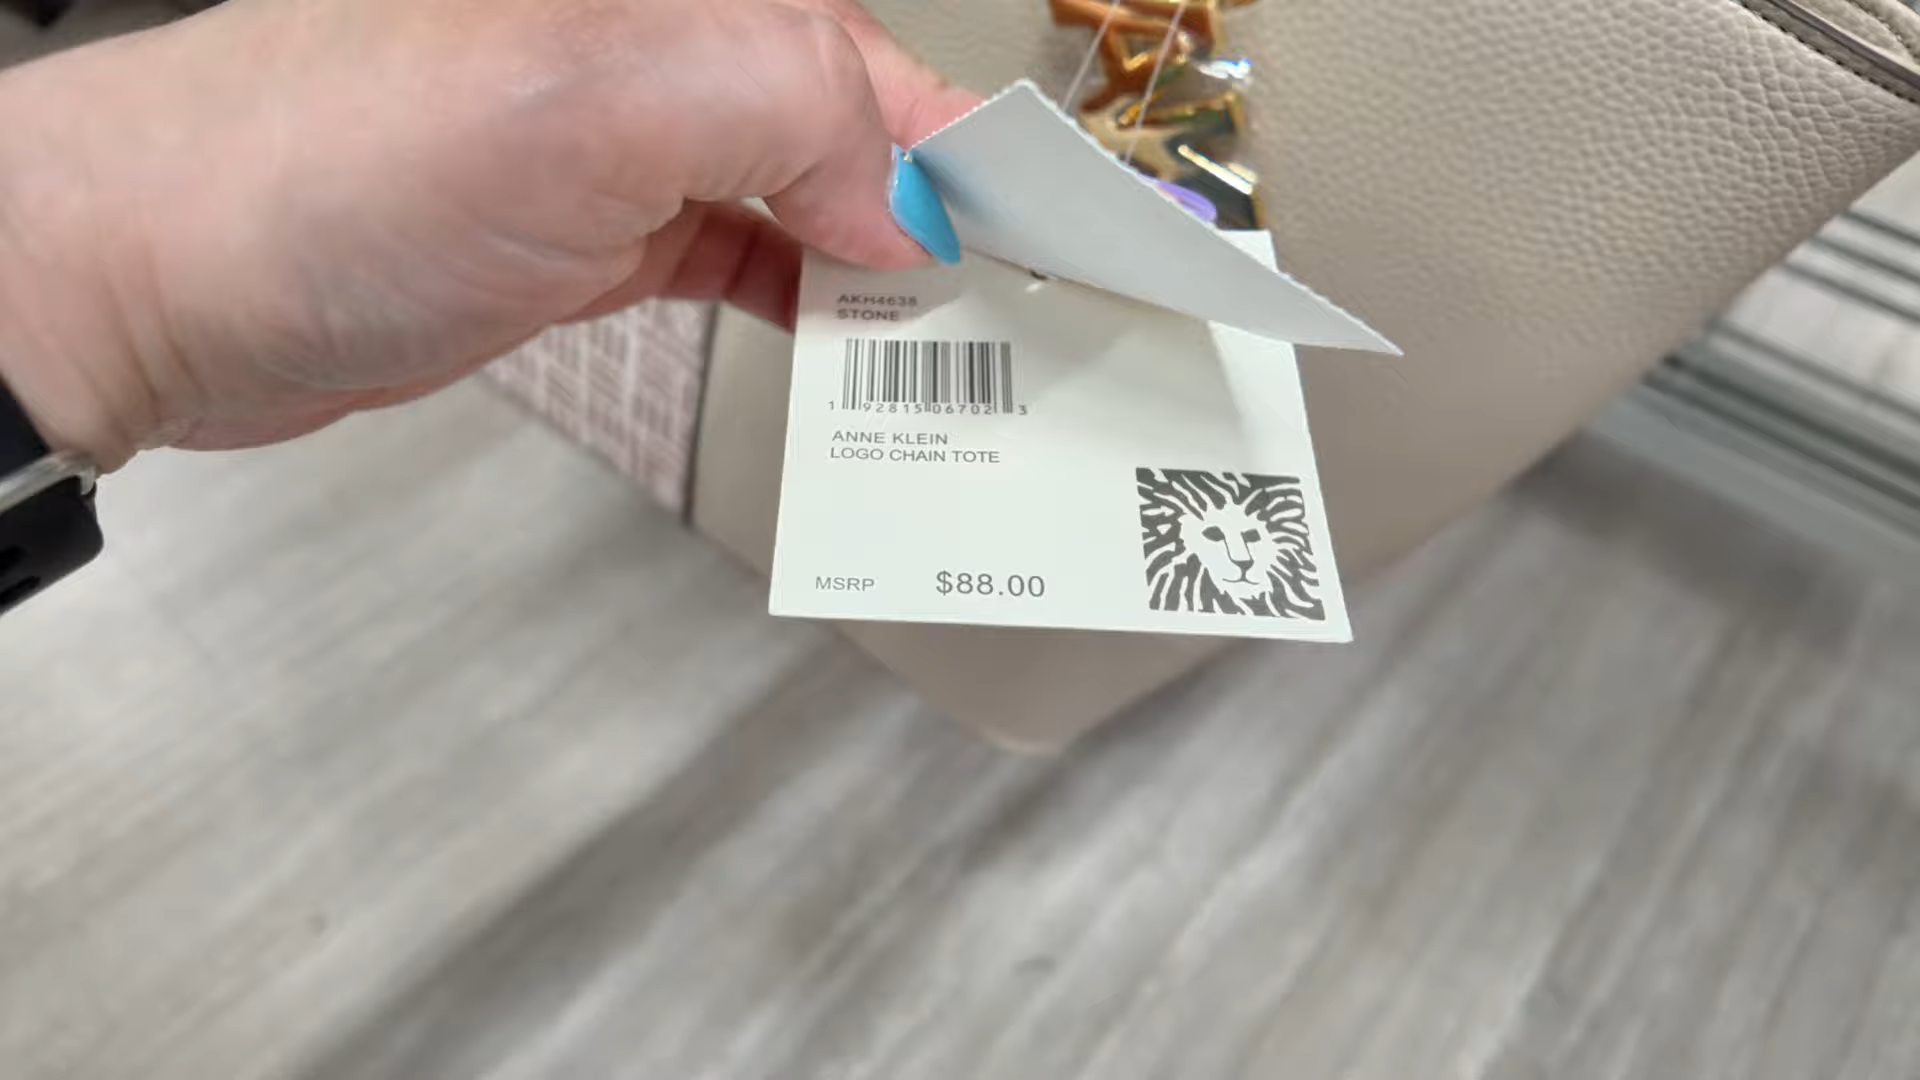 AKH4638
STONE
1 92815 06702 3
ANNE KLEIN
LOGO CHAIN TOTE
MSRP $88.00